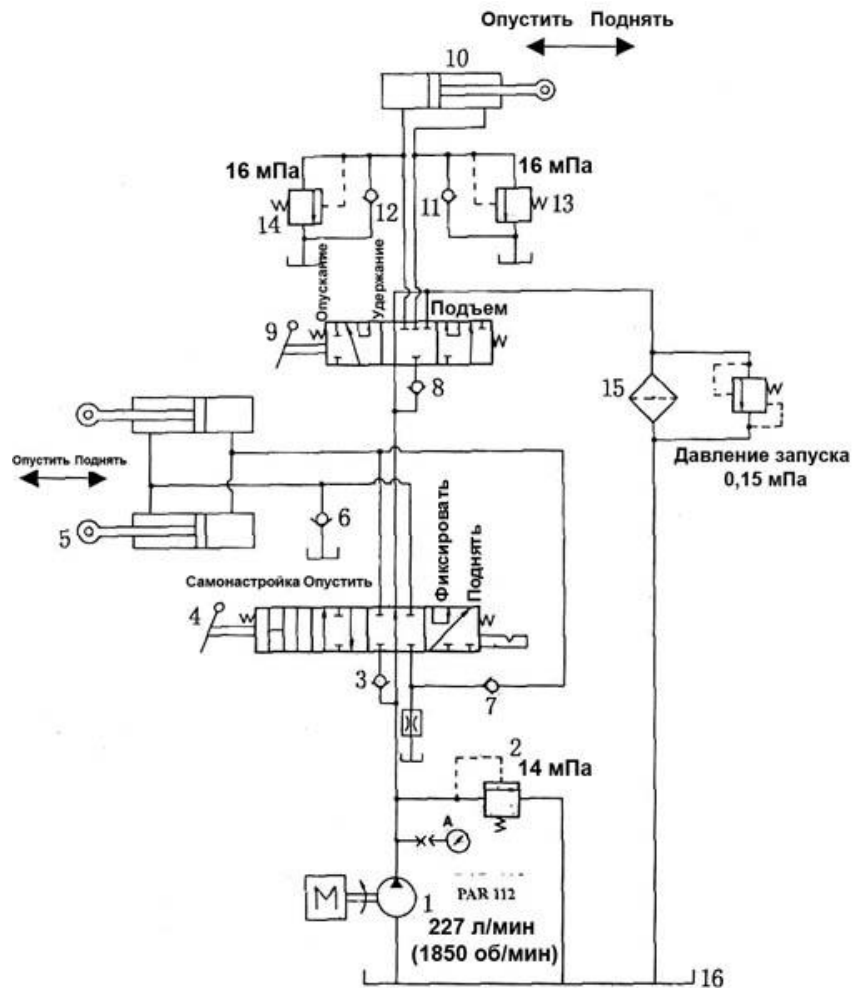 Опустить Поднять
10
16 мПа
16 мПа
14
12
11
13
Опускание
Удержание
Подъем
9
8
15
Давление запуска
0,15 мПа
Опустить Поднять
5
6
Самонастройка Опустить
Фиксировать
Поднять
4
3
7
2
14 мПа
A
M
1
PAR 112
227 л/мин
(1850 об/мин)
16